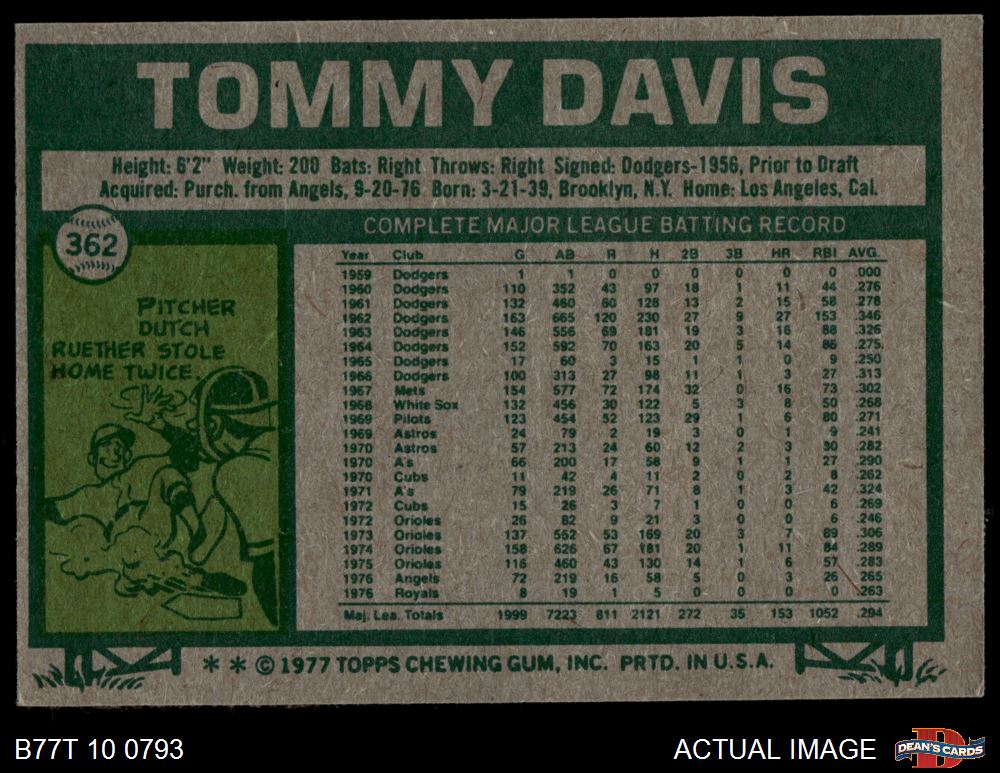 TOMMY DAVIS
Height: 6'2" Weight: 200 Bats: Right Throws: Right Signed: Dodgers-1956, Prior to Draft
Acquired: Purch. from Angels, 9-20-76 Born: 3-21-39, Brooklyn, N.Y. Home: Los Angeles, Cal.
362
PITCHER
DUTCH
RUETHER STOLE
HOME TWICE.
COMPLETE MAJOR LEAGUE BATTING RECORD
Year Club G AB R H 2B 3B HR RBI AVG.
1959 Dodgers 1 1 0 0 0 0 0 0 .000
1960 Dodgers 110 352 43 97 18 1 11 44 .276
1961 Dodgers 132 460 60 128 13 2 15 58 .278
1962 Dodgers 163 665 120 230 27 9 27 153 .346
1963 Dodgers 146 556 69 181 19 3 16 88 .326
1964 Dodgers 152 592 70 163 20 5 14 86 .275
1965 Dodgers 17 60 3 15 1 1 0 9 .250
1966 Dodgers 100 313 27 98 11 1 3 27 .313
1967 Mets 154 577 72 174 32 0 16 73 .302
1968 White Sox 132 456 30 122 5 3 8 50 .268
1969 Pilots 123 454 52 123 29 1 6 80 .271
1969 Astros 24 79 2 19 3 0 1 9 .241
1970 Astros 57 213 24 60 12 2 3 30 .282
1970 A's 66 200 17 58 9 1 1 27 .290
1970 Cubs 11 42 4 11 2 0 2 8 .262
1971 A's 79 219 26 71 8 1 3 42 .324
1972 Cubs 15 26 3 7 1 0 0 6 .269
1972 Orioles 26 82 9 21 3 0 0 6 .246
1973 Orioles 137 552 53 169 20 3 7 89 .306
1974 Orioles 158 626 67 181 20 1 11 84 .289
1975 Orioles 116 460 43 130 14 1 6 57 .283
1976 Angels 72 219 16 58 5 0 3 26 .265
1976 Royals 8 19 1 5 0 0 0 0 .263
Maj. Lea. Totals 1999 7223 811 2121 272 35 153 1052 .294
* * © 1977 TOPPS CHEWING GUM, INC. PRTD. IN U.S.A.
B77T 10 0793
ACTUAL IMAGE
DEAN'S CARDS